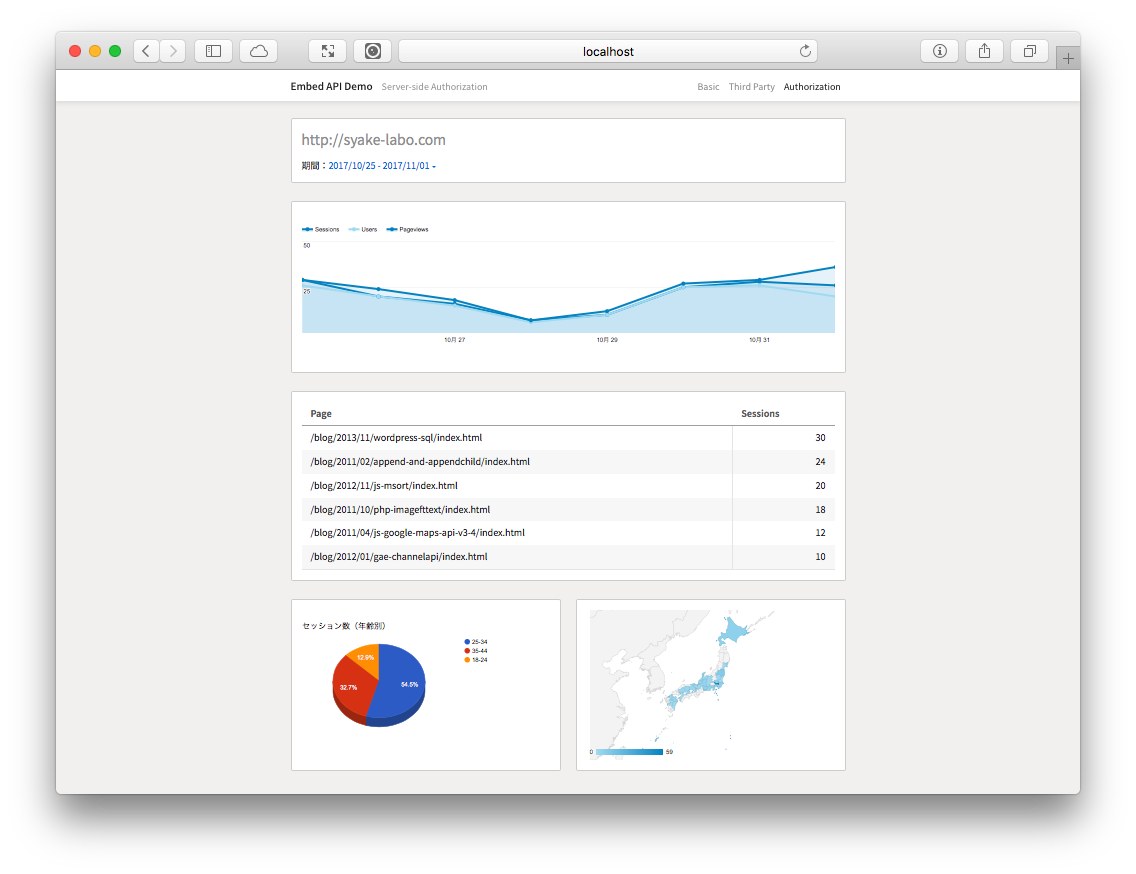 localhost
Embed API Demo Server-side Authorization Basic Third Party Authorization
http://syake-labo.com
期間：2017/10/25 - 2017/11/01
Sessions Users Pageviews
50
25
10月 27 10月 29 10月 31
Page Sessions
/blog/2013/11/wordpress-sql/index.html 30
/blog/2011/02/append-and-appendchild/index.html 24
/blog/2012/11/js-msort/index.html 20
/blog/2011/10/php-imagefttext/index.html 18
/blog/2011/04/js-google-maps-api-v3-4/index.html 12
/blog/2012/01/gae-channelapi/index.html 10
セッション数（年齢別）
25-34
35-44
18-24
12.9%
32.7%
54.5%
0 59